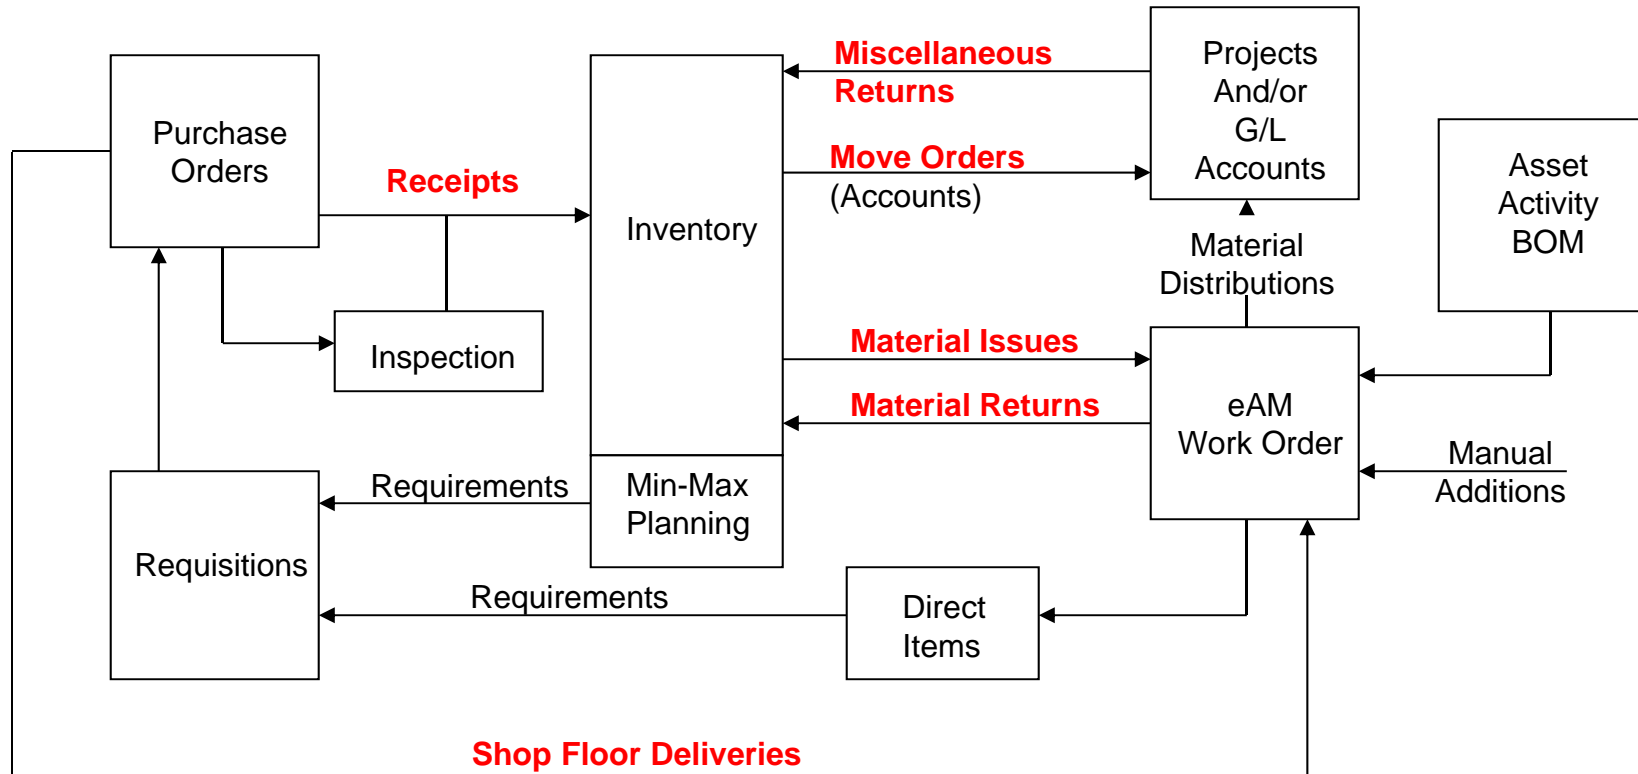 Miscellaneous
Returns
Projects
And/or
G/L
Accounts
Purchase
Orders
Receipts
Move Orders
(Accounts)
Asset
Activity
BOM
Inventory
Material
Distributions
Inspection
Material Issues
Material Returns
eAM
Work Order
Manual
Additions
Requirements
Min-Max
Planning
Requisitions
Requirements
Direct
Items
Shop Floor Deliveries